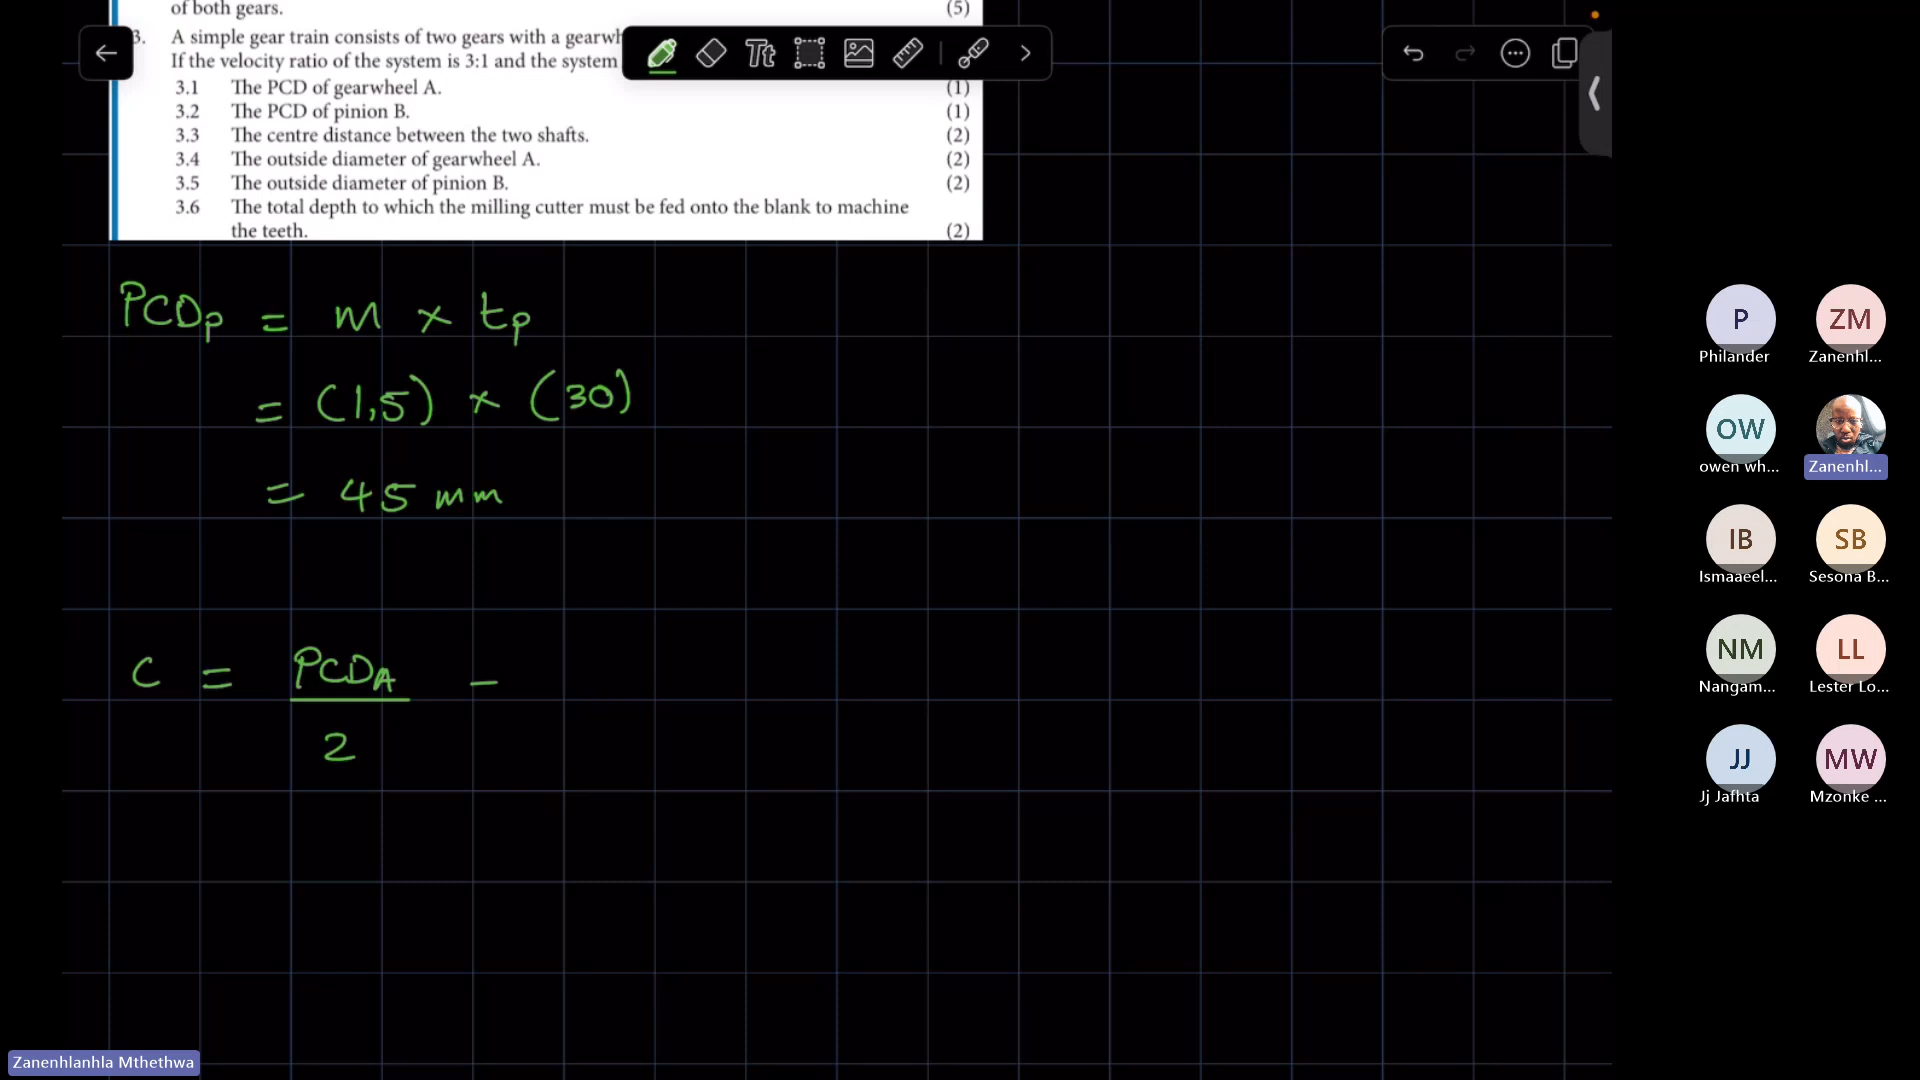 of both gears. (5)
3. A simple gear train consists of two gears with a gearwh
If the velocity ratio of the system is 3:1 and the system
3.1 The PCD of gearwheel A. (1)
3.2 The PCD of pinion B. (1)
3.3 The centre distance between the two shafts. (2)
3.4 The outside diameter of gearwheel A. (2)
3.5 The outside diameter of pinion B. (2)
3.6 The total depth to which the milling cutter must be fed onto the blank to machine
the teeth. (2)
Tt
PCDp = m × tp
= (1,5) × (30)
= 45 mm
C = PCDA −
2
P ZM
Philander Zanenhl...
OW
owen wh... Zanenhl...
IB SB
Ismaaeel... Sesona B...
NM LL
Nangam... Lester Lo...
JJ MW
Jj Jafhta Mzonke ...
Zanenhlanhla Mthethwa